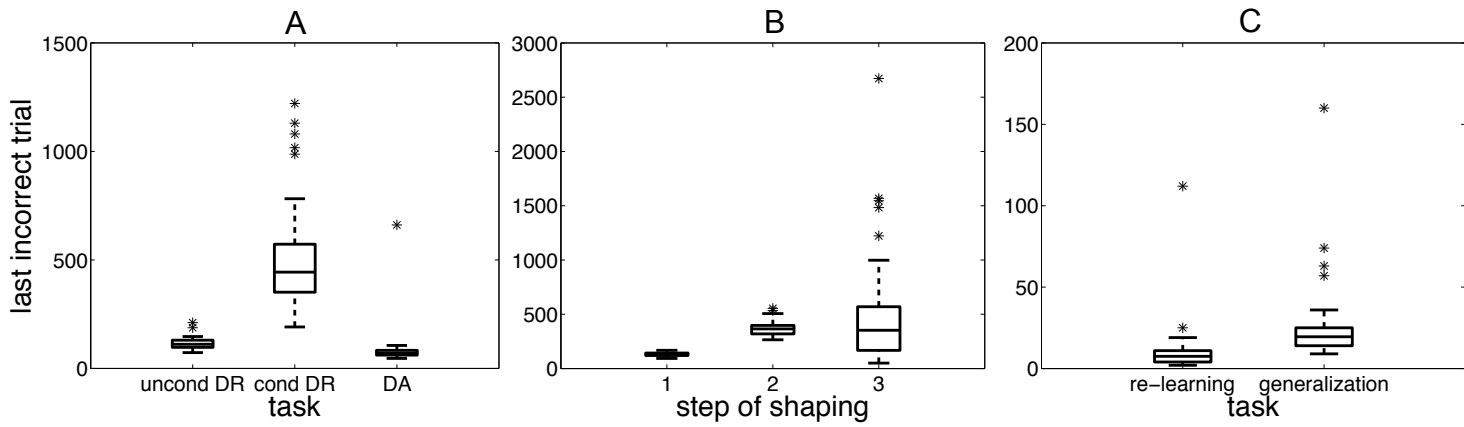 A
B
C
last incorrect trial
1500
1000
500
0
uncond DR
cond DR
DA
task
3000
2500
2000
1500
1000
500
0
1
2
3
step of shaping
200
150
100
50
0
re-learning
generalization
task